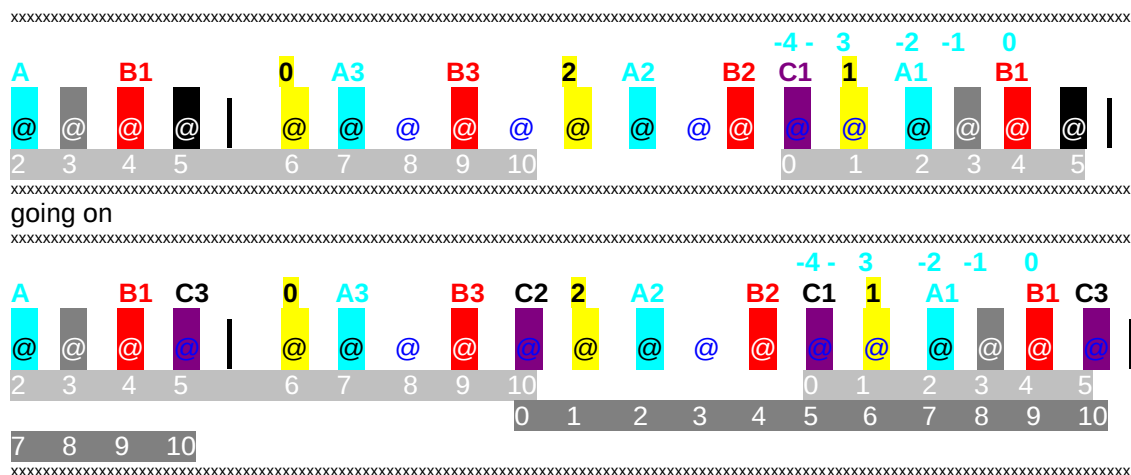 xxxxxxxxxxxxxxxxxxxxxxxxxxxxxxxxxxxxxxxxxxxxxxxxxxxxxxxxxxxxxxxxxxxxxxxxxxxxxxxxxxxxxxxxxxxxxxxxxxxxxxxxxxxxxxxxxxxxxxxxxxxxxxxxxxxxxxxxxxxx
-4 - 3 -2 -1 0
A B1 0 A3 B3 2 A2 B2 C1 1 A1 B1
@ @ @ @ | @ @ @ @ @ @ @ @ @ @ @ @ @ @ @ |
2 3 4 5 6 7 8 9 10 0 1 2 3 4 5
xxxxxxxxxxxxxxxxxxxxxxxxxxxxxxxxxxxxxxxxxxxxxxxxxxxxxxxxxxxxxxxxxxxxxxxxxxxxxxxxxxxxxxxxxxxxxxxxxxxxxxxxxxxxxxxxxxxxxxxxxxxxxxxxxxxxxxxxxxxx
going on
xxxxxxxxxxxxxxxxxxxxxxxxxxxxxxxxxxxxxxxxxxxxxxxxxxxxxxxxxxxxxxxxxxxxxxxxxxxxxxxxxxxxxxxxxxxxxxxxxxxxxxxxxxxxxxxxxxxxxxxxxxxxxxxxxxxxxxxxxxxx
-4 - 3 -2 -1 0
A B1 C3 0 A3 B3 C2 2 A2 B2 C1 1 A1 B1 C3
@ @ @ @ | @ @ @ @ @ @ @ @ @ @ @ @ @ @ @ |
2 3 4 5 6 7 8 9 10 0 1 2 3 4 5
0 1 2 3 4 5 6 7 8 9 10
7 8 9 10
xxxxxxxxxxxxxxxxxxxxxxxxxxxxxxxxxxxxxxxxxxxxxxxxxxxxxxxxxxxxxxxxxxxxxxxxxxxxxxxxxxxxxxxxxxxxxxxxxxxxxxxxxxxxxxxxxxxxxxxxxxxxxxxxxxxxxxxxxxxx